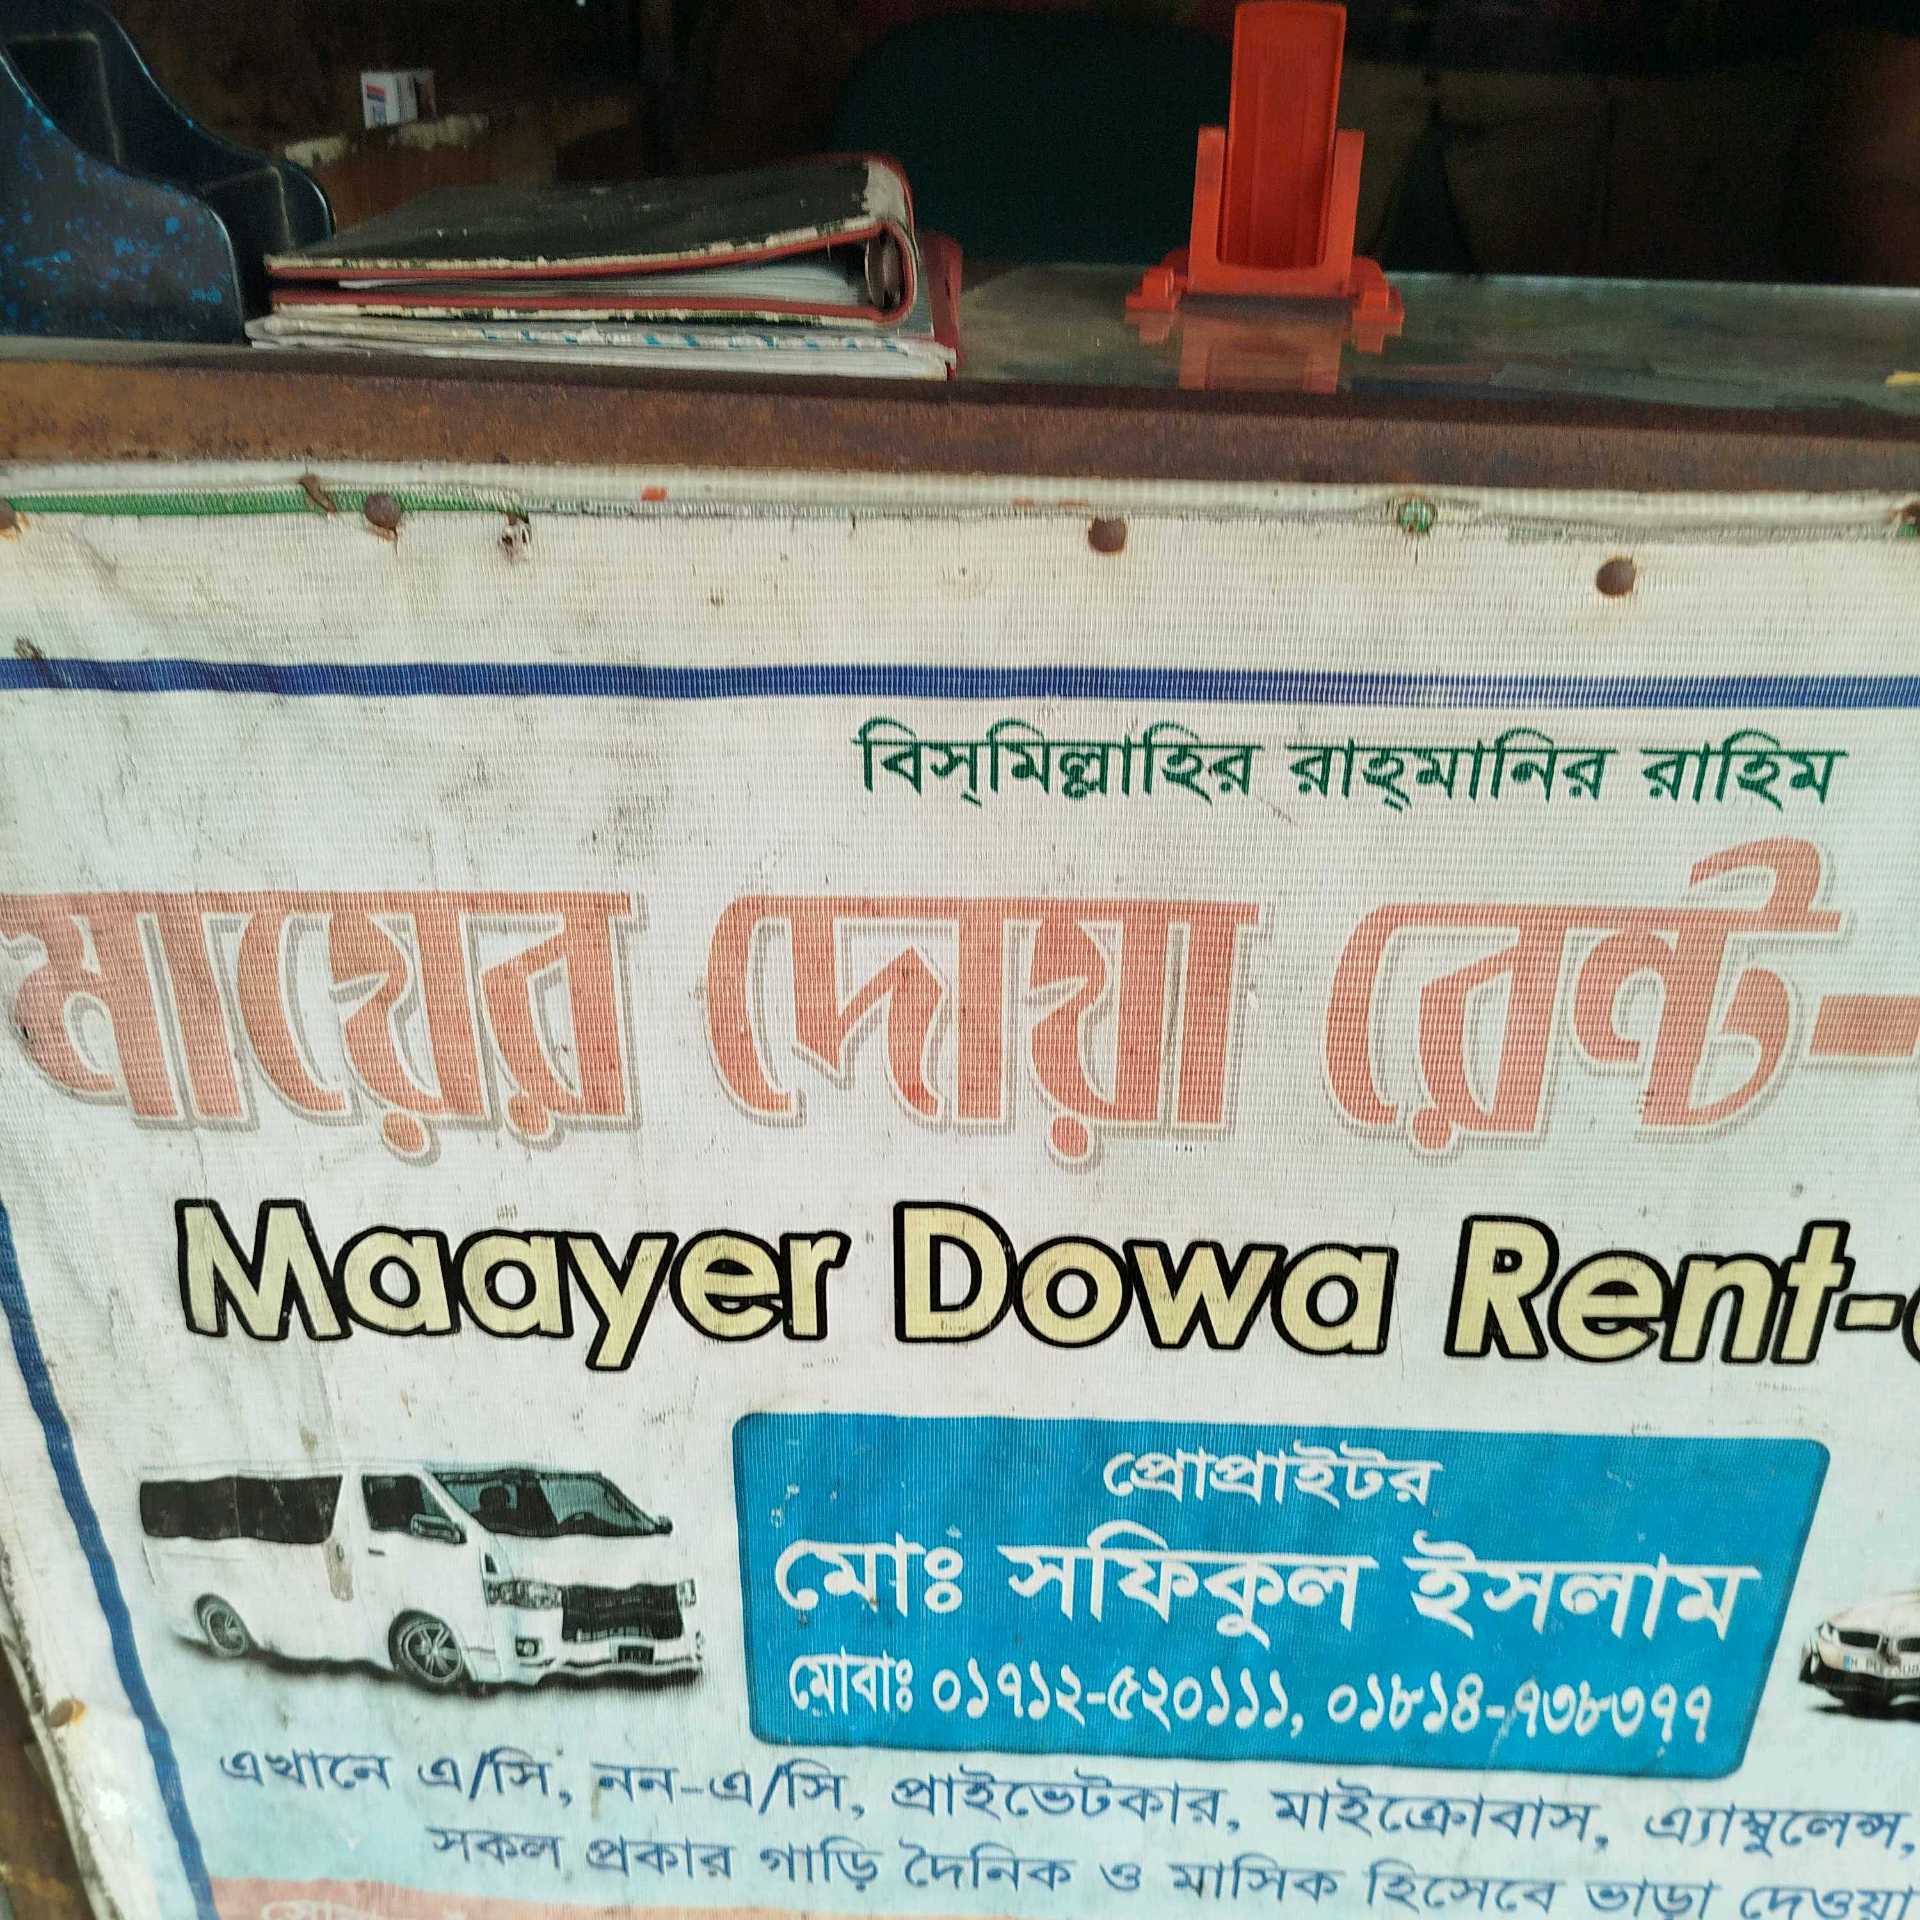 বিস্‌মিল্লাহির রাহ্‌মানির রাহিম
মায়ের দোয়া রেন্ট-
Maayer Dowa Rent-
প্রোপ্রাইটর
মোঃ সফিকুল ইসলাম
মোবাঃ ০১৭১২-৫২০১১১, ০১৮১৪-৭৩৮৩৭৭
এখানে এ/সি, নন-এ/সি, প্রাইভেটকার, মাইক্রোবাস, এ্যাম্বুলেন্স,
সকল প্রকার গাড়ি দৈনিক ও মাসিক হিসেবে ভাড়া দেওয়া